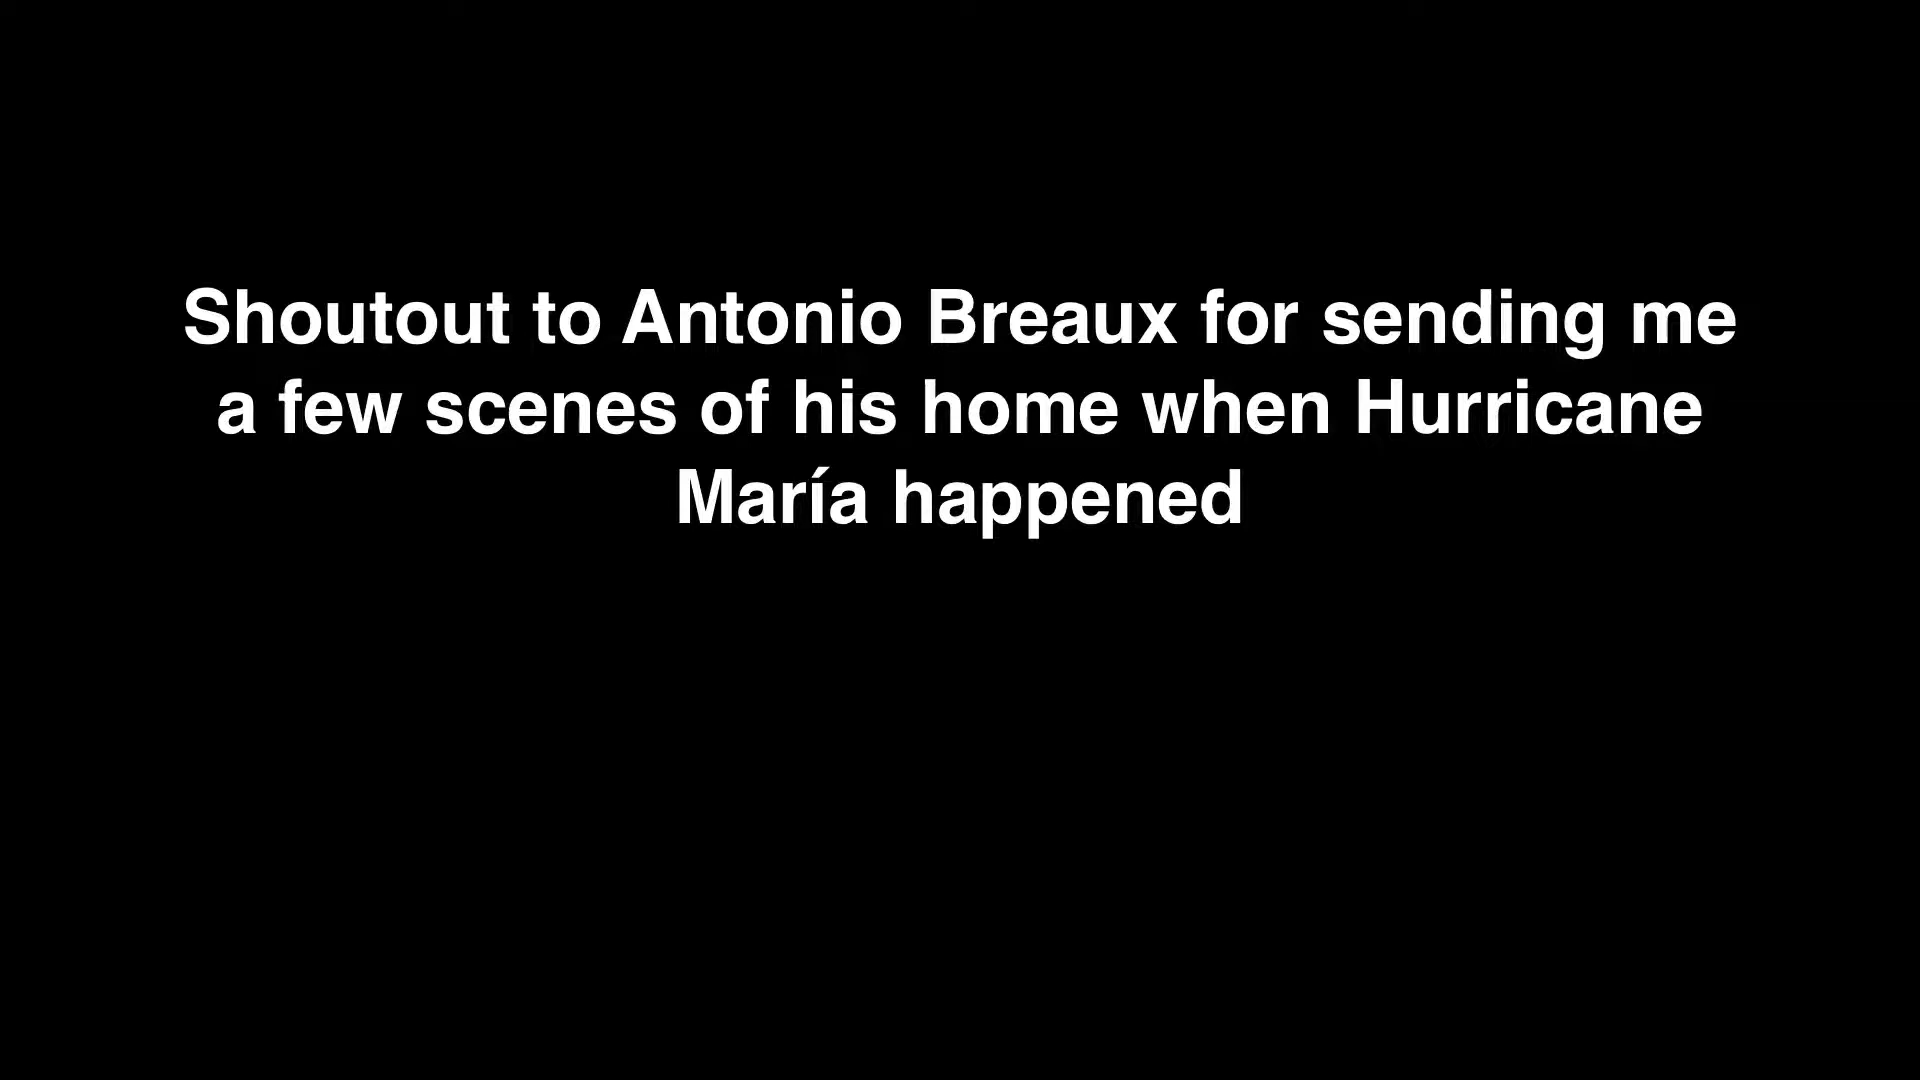 Shoutout to Antonio Breaux for sending me
a few scenes of his home when Hurricane
María happened